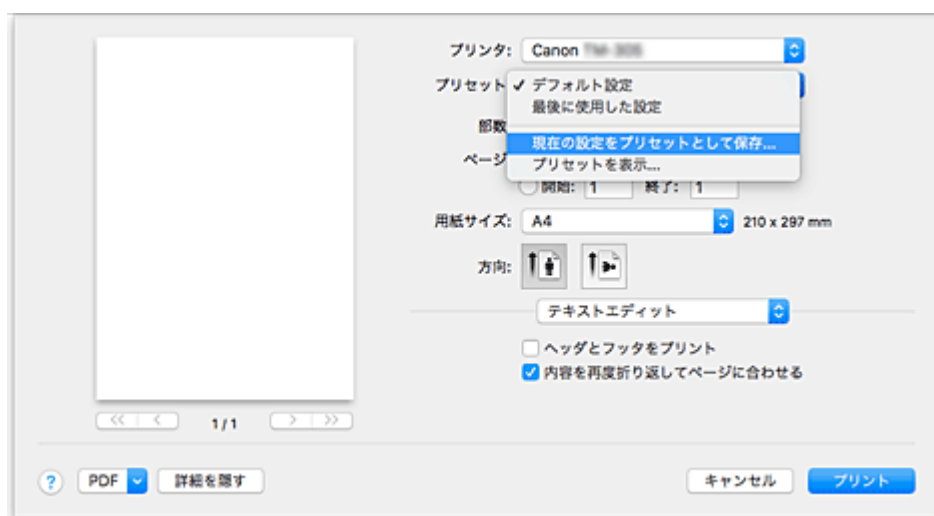 プリンタ: Canon
プリセット ✓ デフォルト設定
最後に使用した設定
現在の設定をプリセットとして保存...
プリセットを表示...
部数
ページ
開始: 1 終了: 1
用紙サイズ: A4 210 x 297 mm
方向:
テキストエディット
ヘッダとフッタをプリント
内容を再度折り返してページに合わせる
<< < 1 / 1 > >>
? PDF 詳細を隠す キャンセル プリント